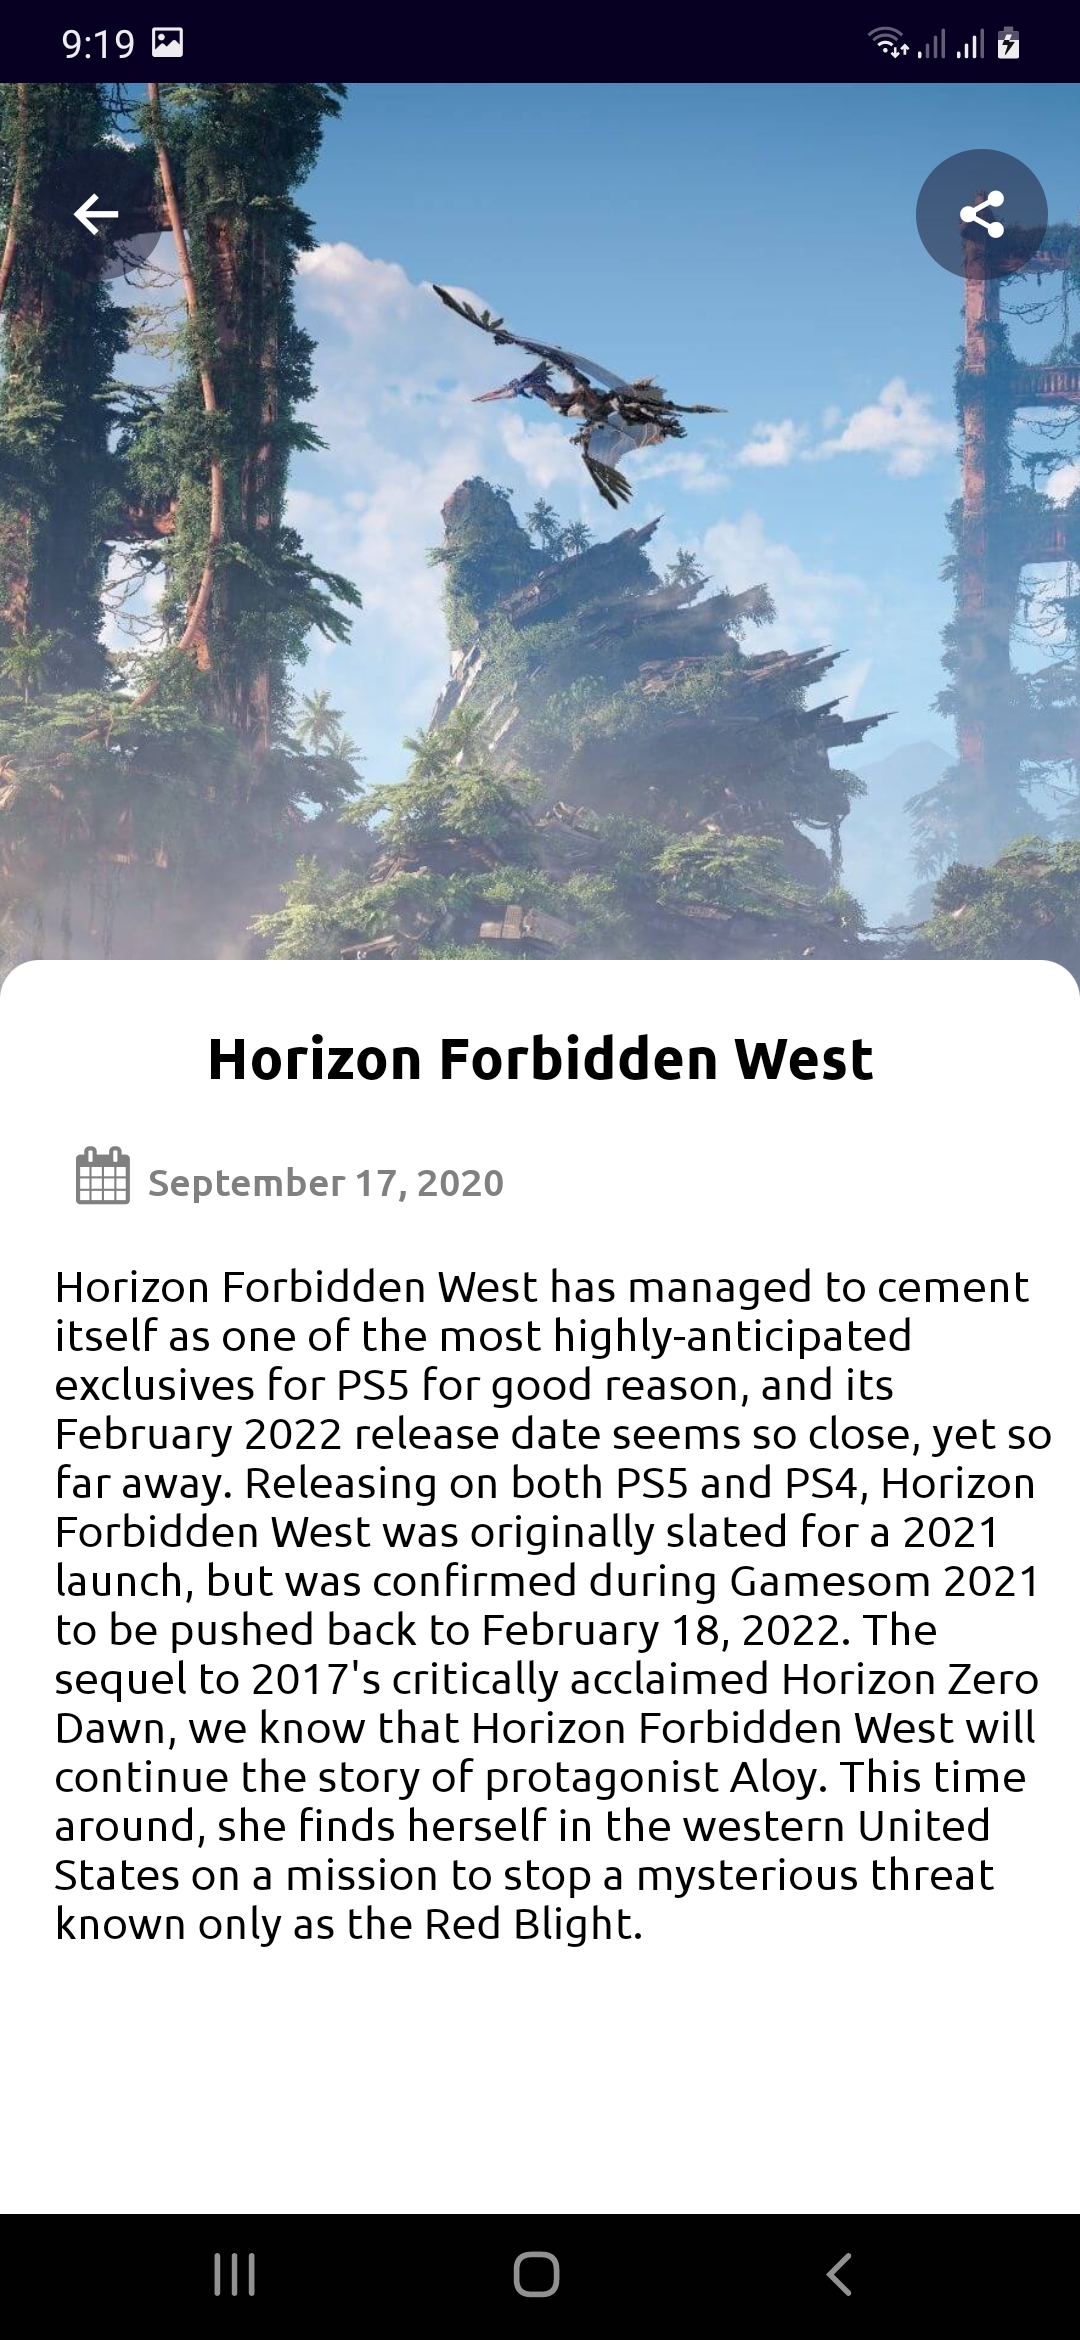 9:19
Horizon Forbidden West
September 17, 2020
Horizon Forbidden West has managed to cement
itself as one of the most highly-anticipated
exclusives for PS5 for good reason, and its
February 2022 release date seems so close, yet so
far away. Releasing on both PS5 and PS4, Horizon
Forbidden West was originally slated for a 2021
launch, but was confirmed during Gamesom 2021
to be pushed back to February 18, 2022. The
sequel to 2017's critically acclaimed Horizon Zero
Dawn, we know that Horizon Forbidden West will
continue the story of protagonist Aloy. This time
around, she finds herself in the western United
States on a mission to stop a mysterious threat
known only as the Red Blight.